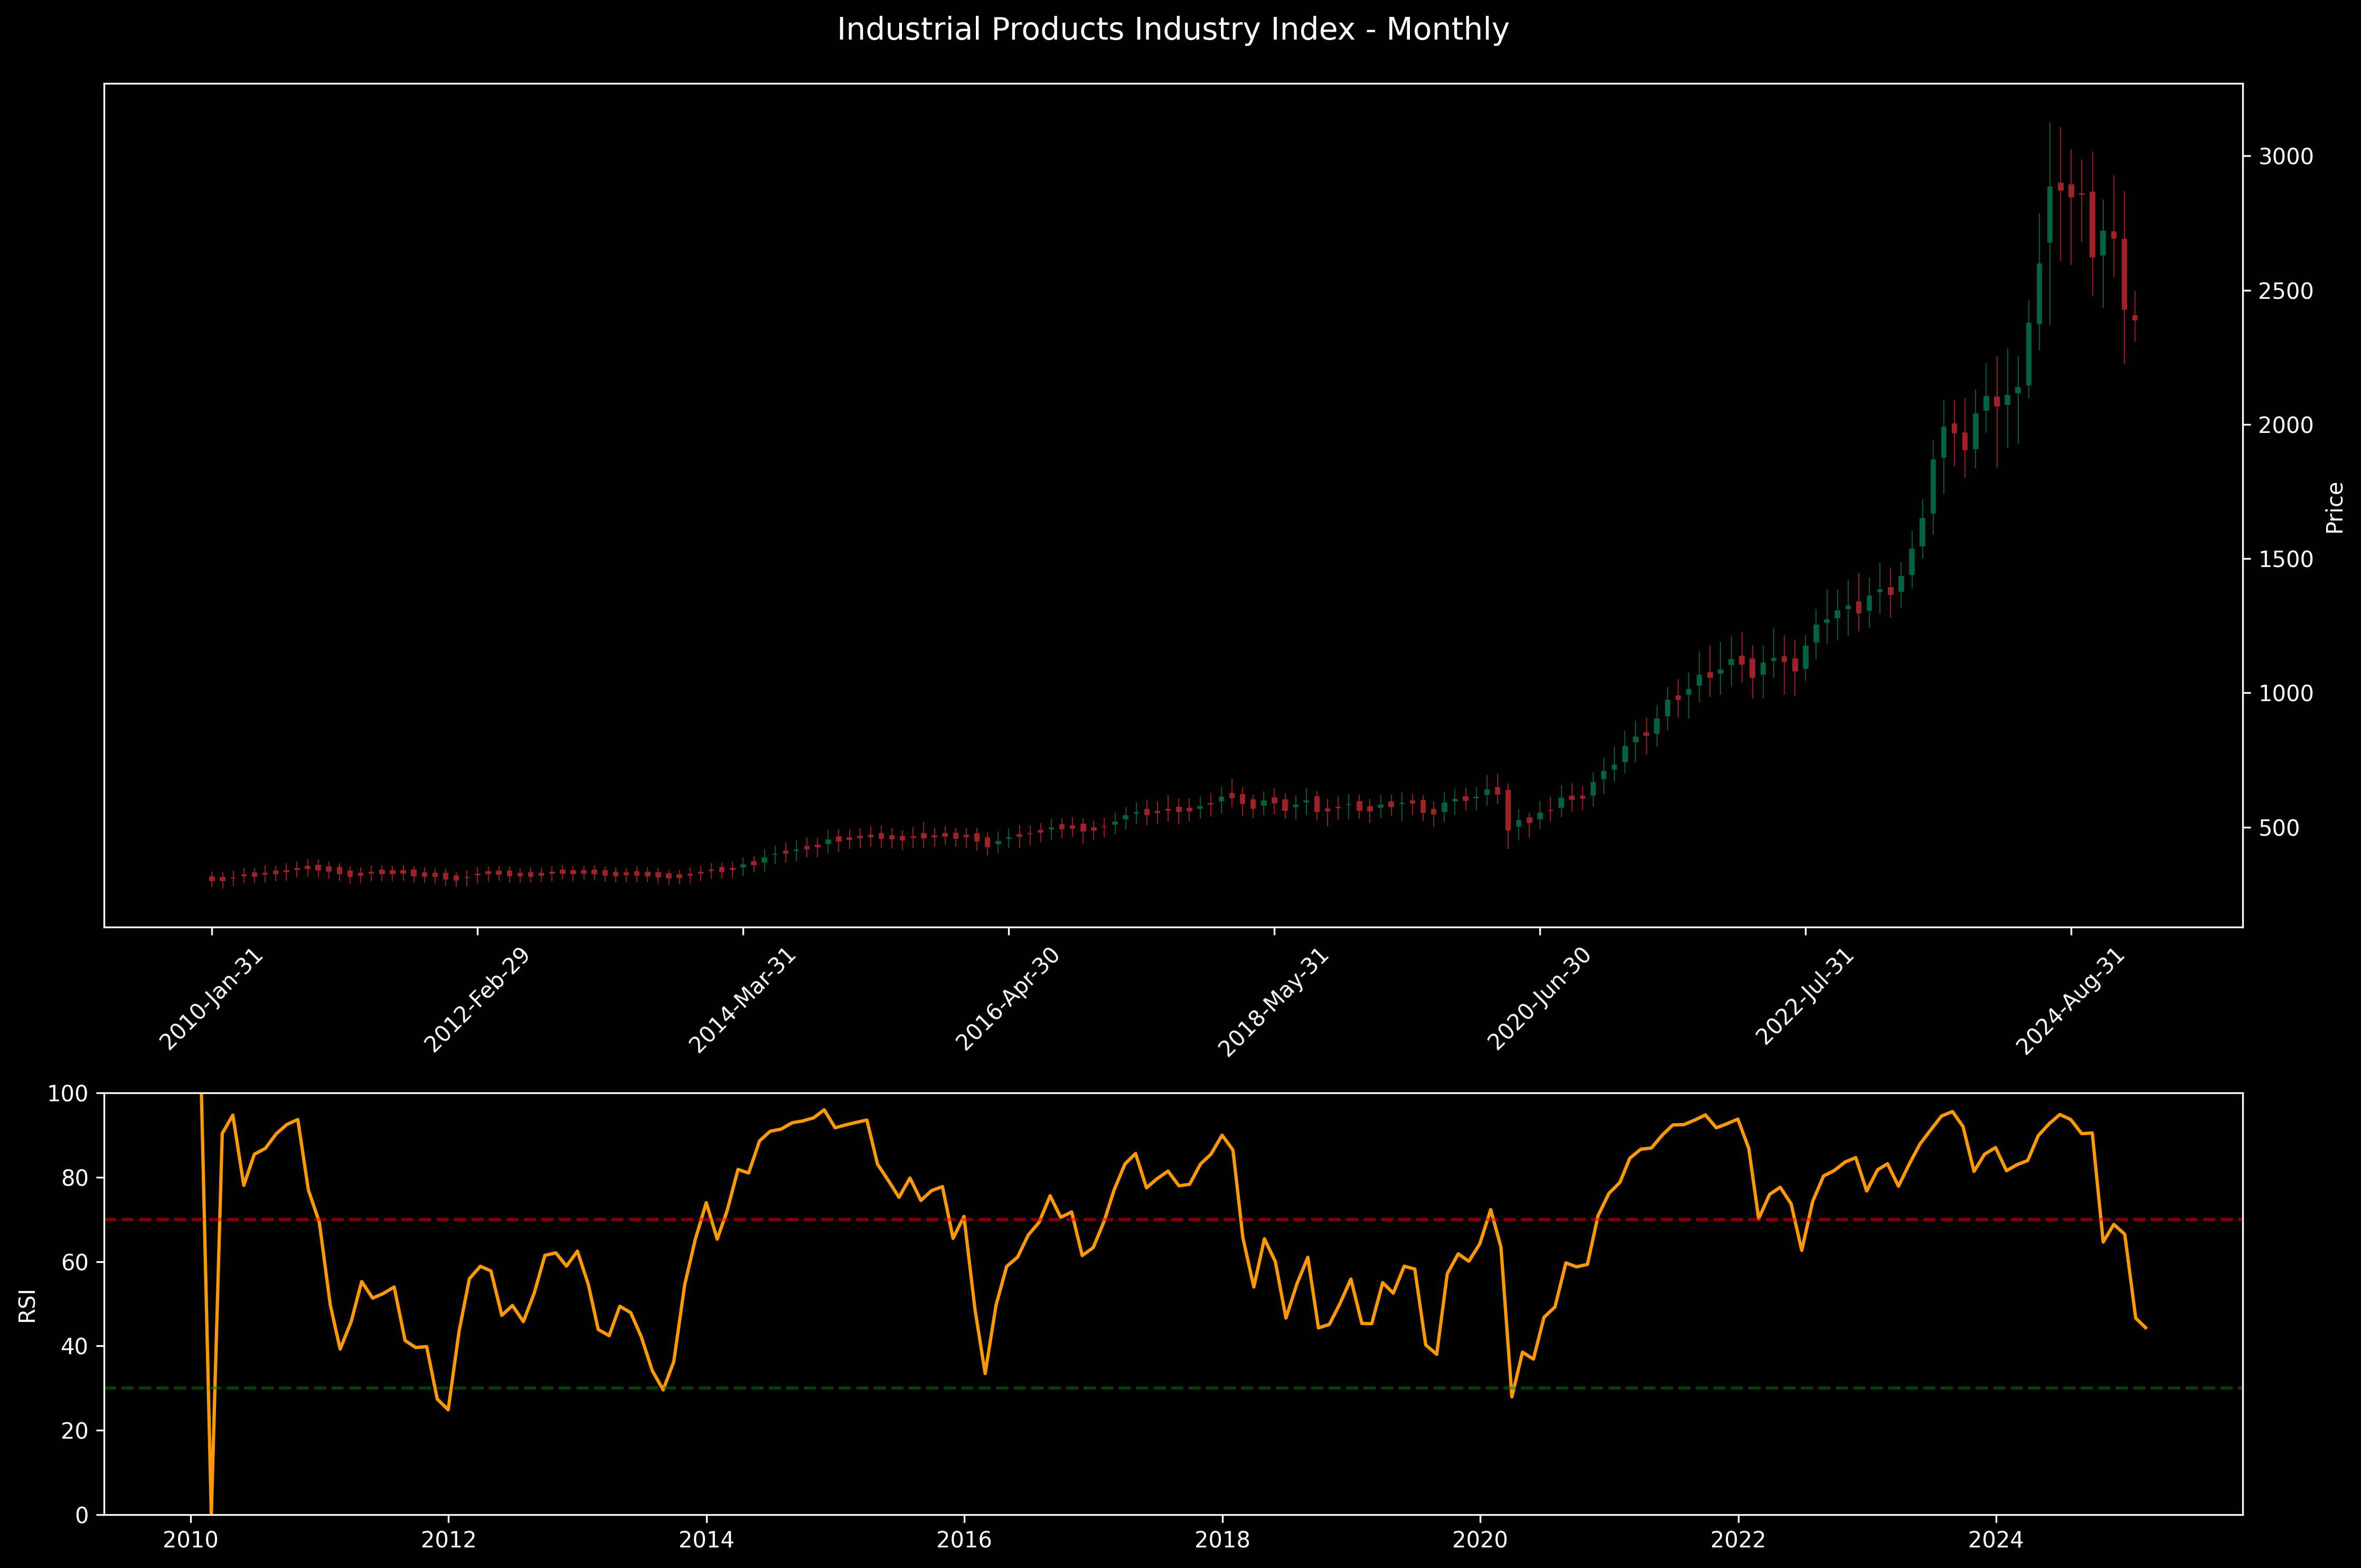 Industrial Products Industry Index - Monthly
3000
2500
2000
1500
1000
500
Price
2010-Jan-31
2012-Feb-29
2014-Mar-31
2016-Apr-30
2018-May-31
2020-Jun-30
2022-Jul-31
2024-Aug-31
100
80
60
40
20
0
RSI
2010
2012
2014
2016
2018
2020
2022
2024